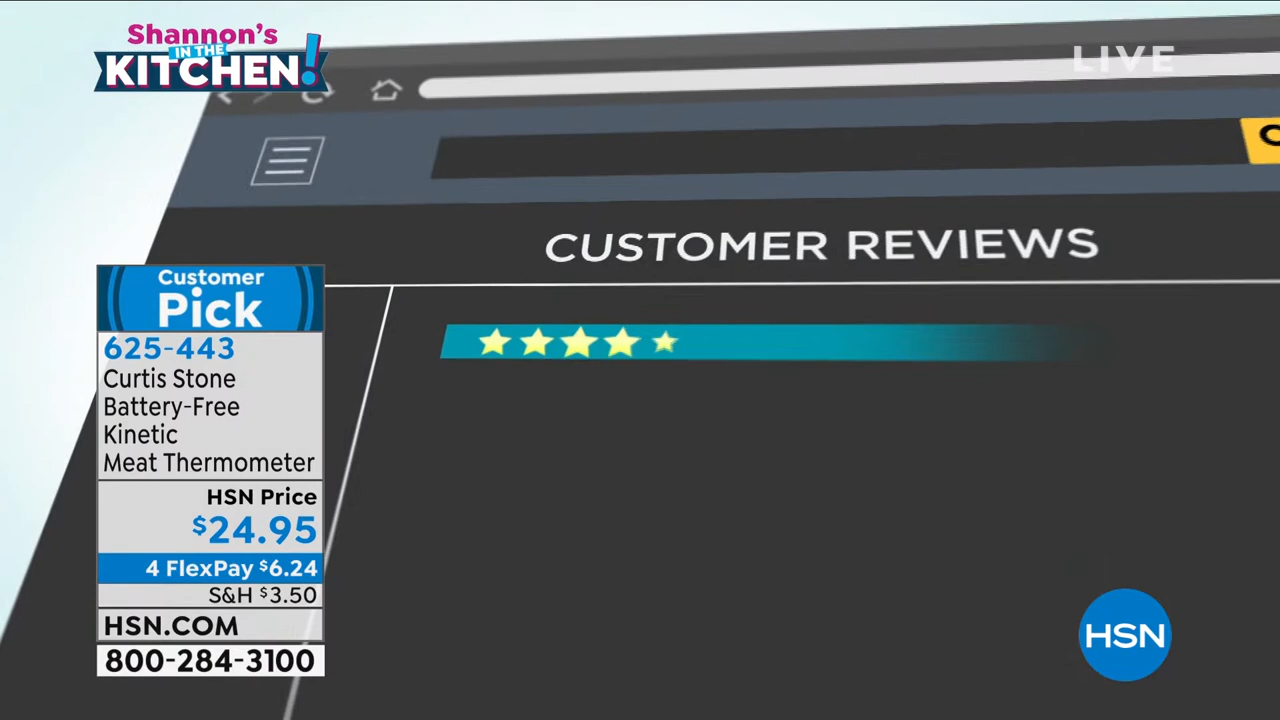 Shannon's
IN THE
KITCHEN!
LIVE
CUSTOMER REVIEWS
Customer
Pick
625-443
Curtis Stone
Battery-Free
Kinetic
Meat Thermometer
HSN Price
$24.95
4 FlexPay $6.24
S&H $3.50
HSN.COM
800-284-3100
HSN